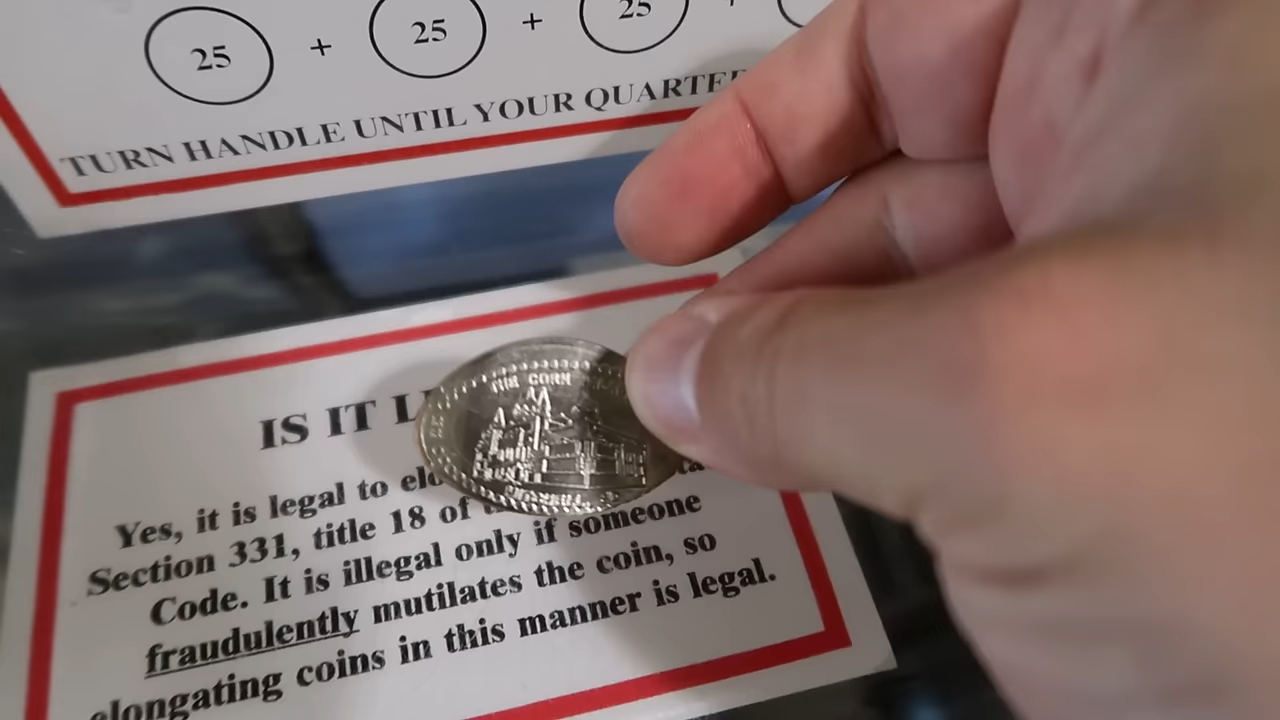 25 + 25 + 25 +
TURN HANDLE UNTIL YOUR QUARTE
IS IT L
Yes, it is legal to elo
Section 331, title 18 of
Code. It is illegal only if someone
fraudulently mutilates the coin, so
elongating coins in this manner is legal.
THE CORN